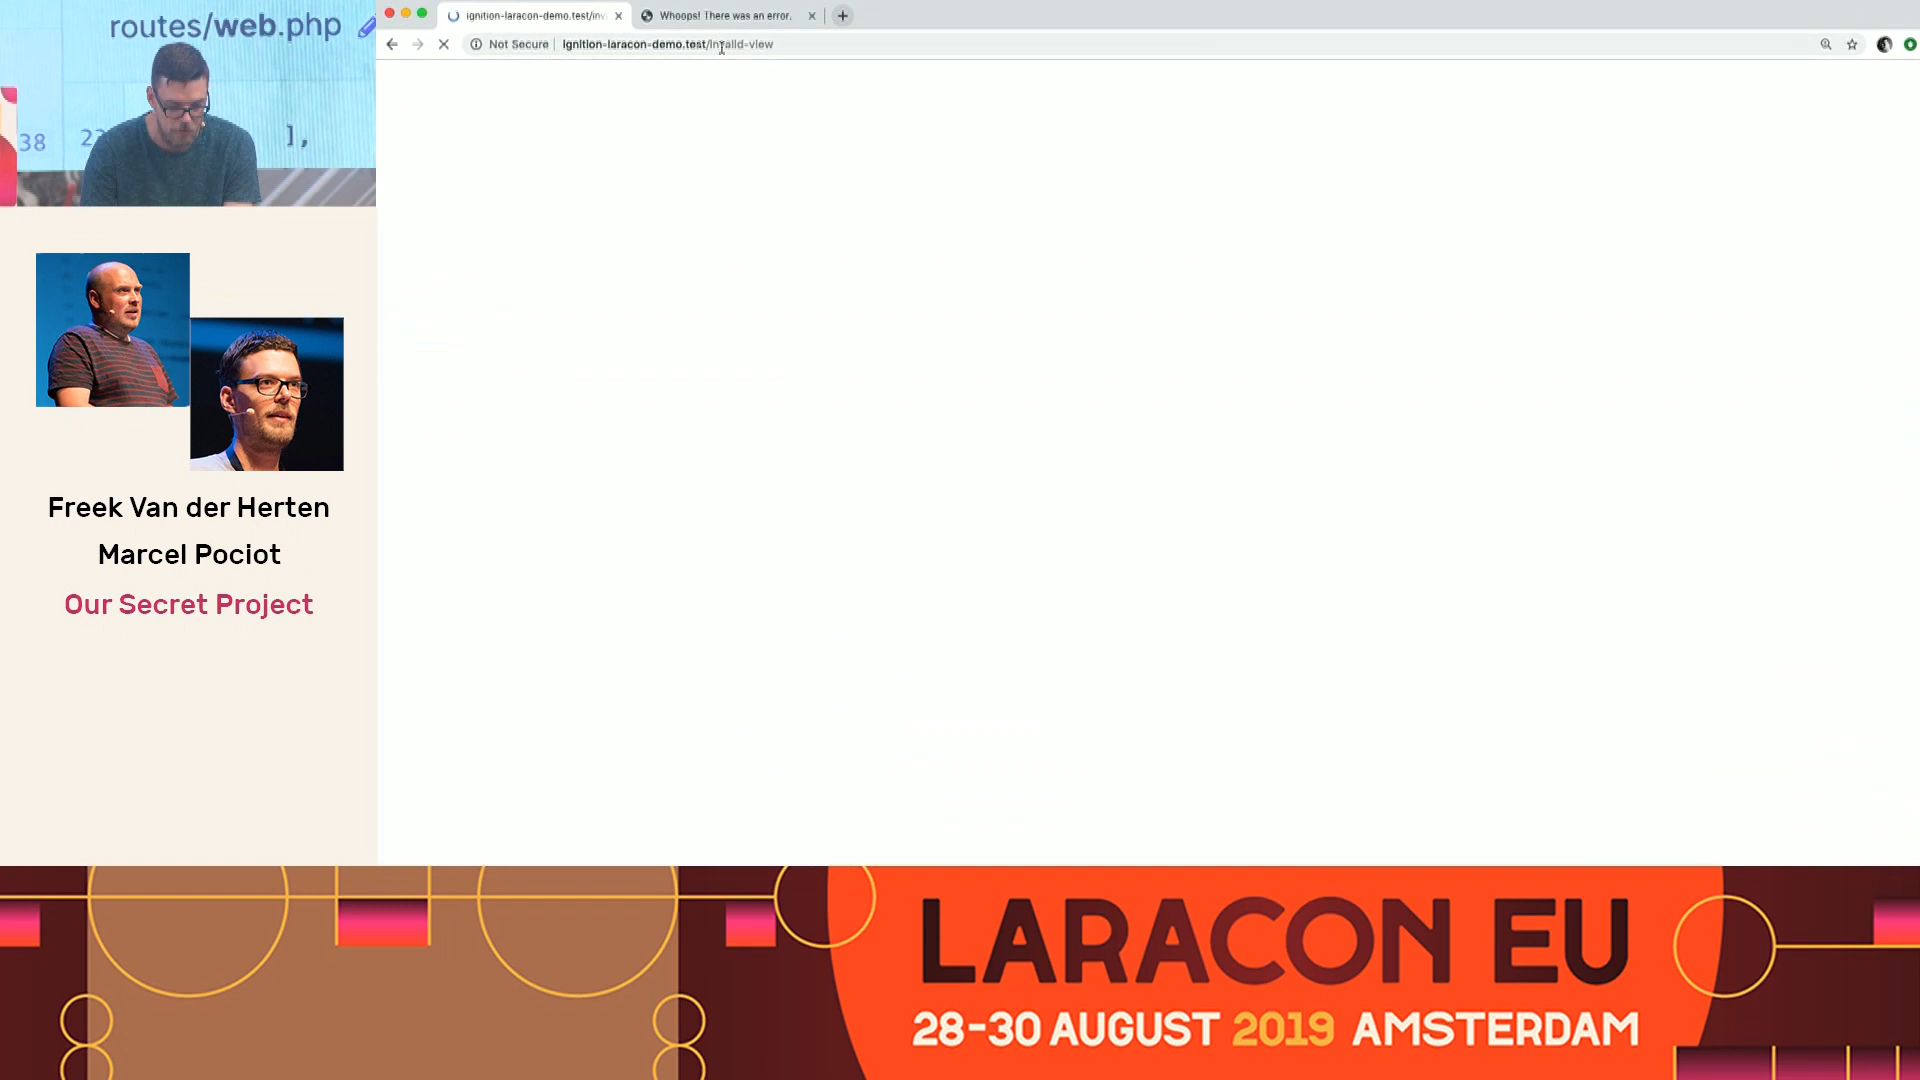 routes/web.php
38
],
ignition-laracon-demo.test/inv
Whoops! There was an error.
Not Secure
ignition-laracon-demo.test/invalid-view
Freek Van der Herten
Marcel Pociot
Our Secret Project
LARACON EU
28-30 AUGUST 2019 AMSTERDAM